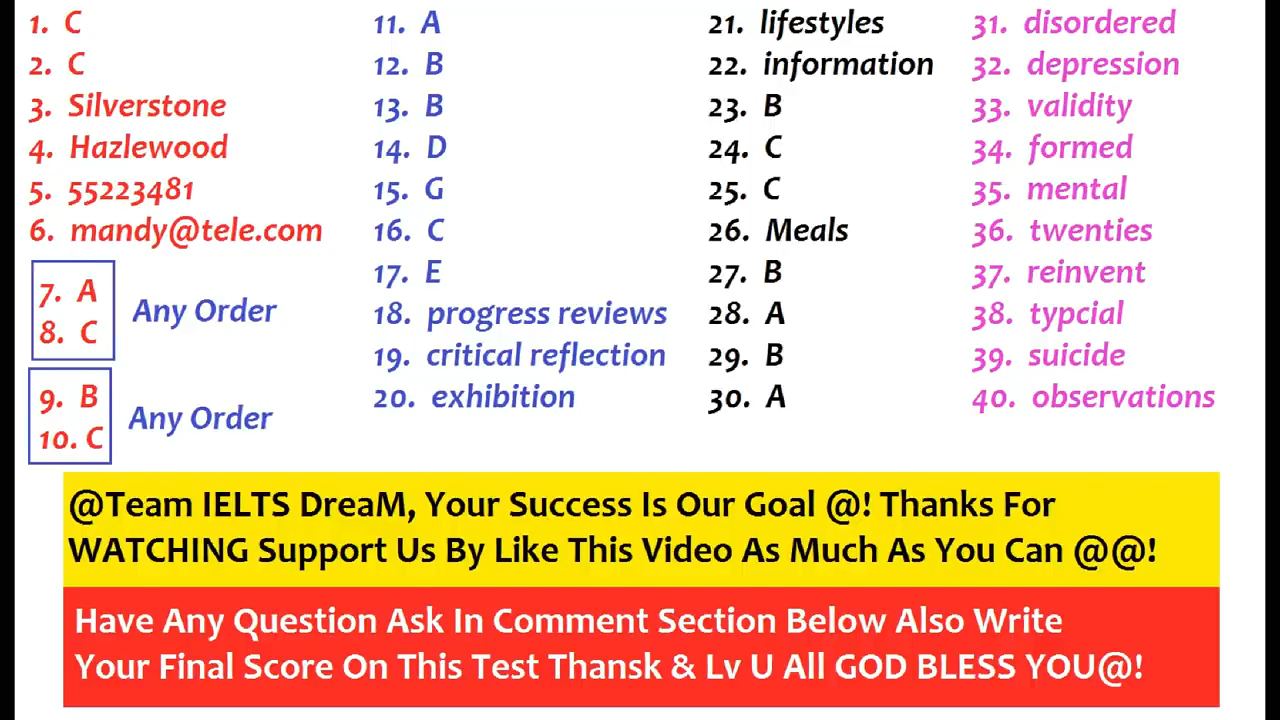 1. C
2. C
3. Silverstone
4. Hazlewood
5. 55223481
6. mandy@tele.com
7. A
8. C
Any Order
9. B
10. C
Any Order
11. A
12. B
13. B
14. D
15. G
16. C
17. E
18. progress reviews
19. critical reflection
20. exhibition
21. lifestyles
22. information
23. B
24. C
25. C
26. Meals
27. B
28. A
29. B
30. A
31. disordered
32. depression
33. validity
34. formed
35. mental
36. twenties
37. reinvent
38. typcial
39. suicide
40. observations
@Team IELTS DreaM, Your Success Is Our Goal @! Thanks For
WATCHING Support Us By Like This Video As Much As You Can @@!
Have Any Question Ask In Comment Section Below Also Write
Your Final Score On This Test Thansk & Lv U All GOD BLESS YOU@!